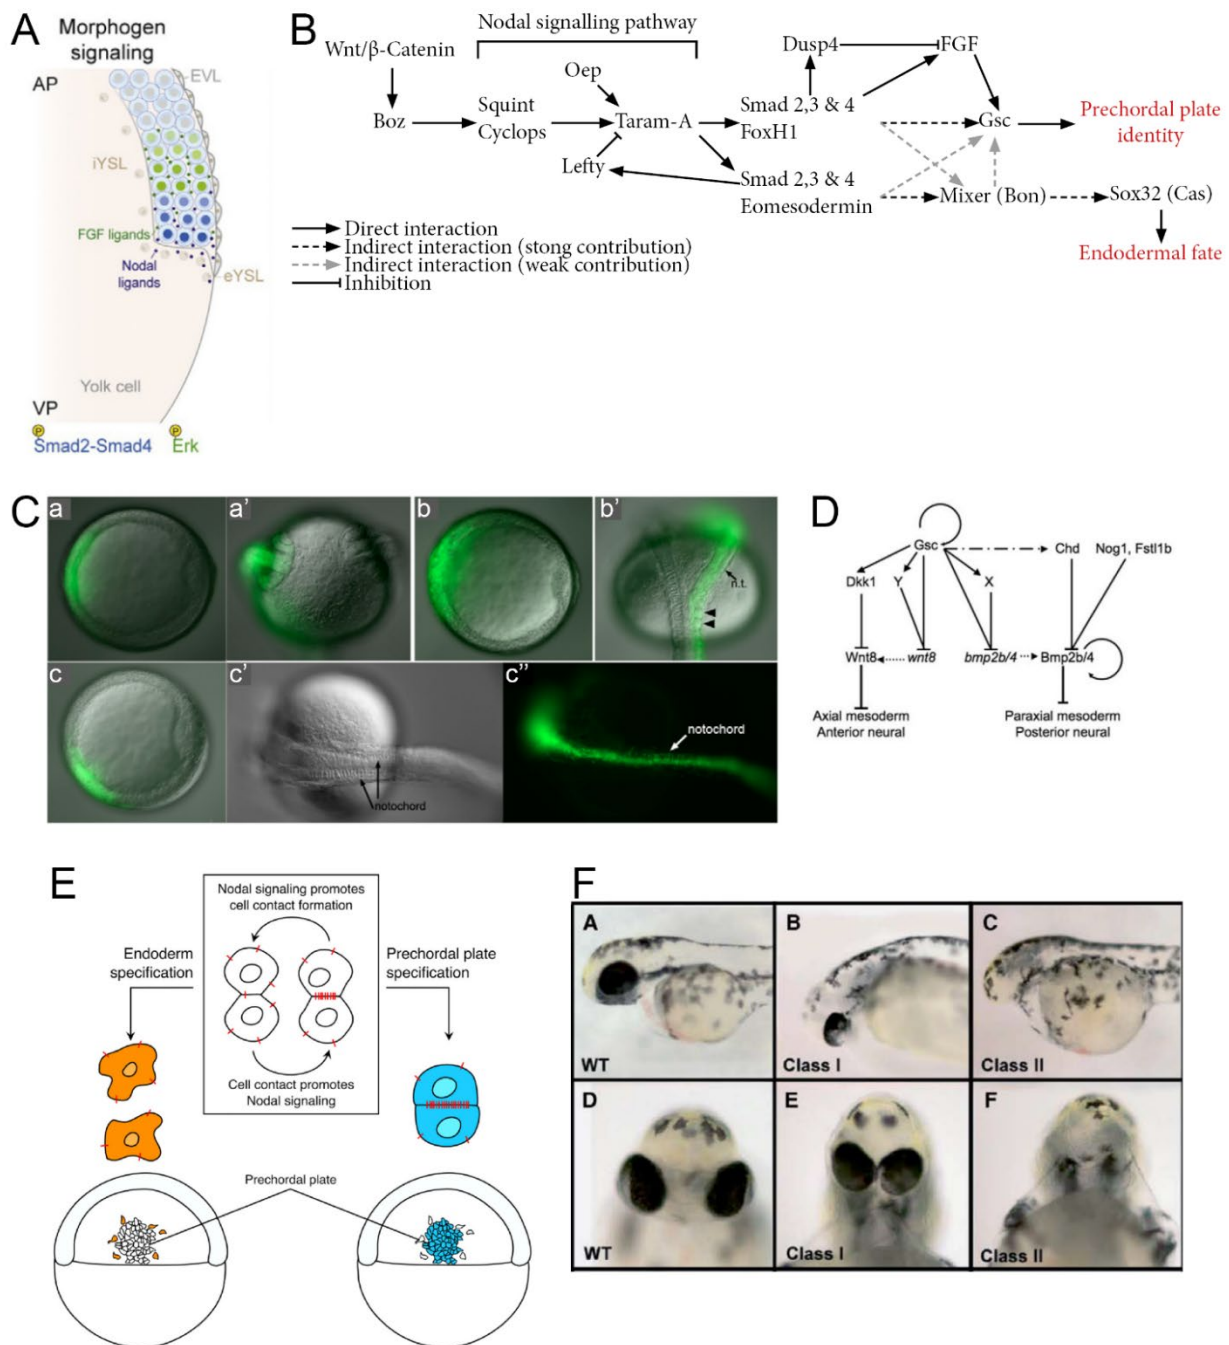 A
Morphogen
signaling
AP
EVL
iYSL
FGF ligands
Nodal
ligands
eYSL
Yolk cell
VP
P
P
Smad2-Smad4
Erk
B
Nodal signalling pathway
Wnt/β-Catenin
Oep
Dusp4
FGF
Boz
Squint
Cyclops
Taram-A
Smad 2,3 & 4
FoxH1
Gsc
Prechordal plate
identity
Lefty
Smad 2,3 & 4
Eomesodermin
Mixer (Bon)
Sox32 (Cas)
Endodermal fate
Direct interaction
Indirect interaction (stong contribution)
Indirect interaction (weak contribution)
Inhibition
C
a
a'
b
b'
n.t.
c
c'
notochord
c''
notochord
D
Gsc
Chd
Nog1, Fstl1b
Dkk1
Y
X
Wnt8
wnt8
bmp2b/4
Bmp2b/4
Axial mesoderm
Anterior neural
Paraxial mesoderm
Posterior neural
E
Nodal signaling promotes
cell contact formation
Endoderm
specification
Prechordal plate
specification
Cell contact promotes
Nodal signaling
Prechordal plate
F
A
WT
B
Class I
C
Class II
D
WT
E
Class I
F
Class II